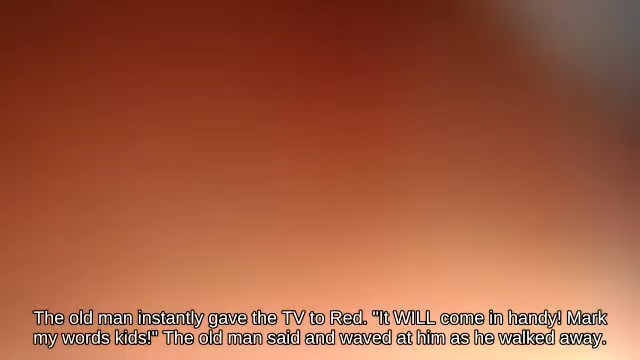 The old man instantly gave the TV to Red. "It WILL come in handy! Mark
my words kids!" The old man said and waved at him as he walked away.